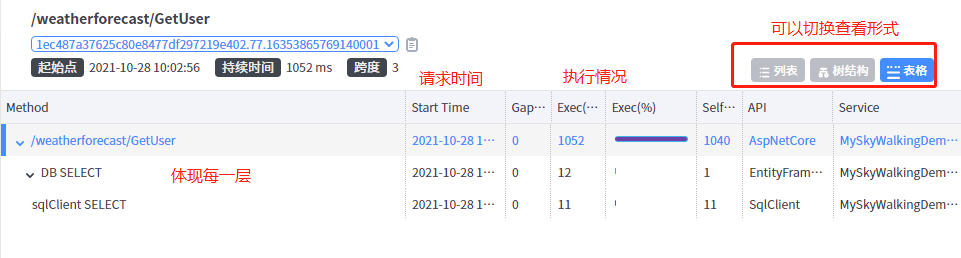 /weatherforecast/GetUser
可以切换查看形式
1ec487a37625c80e8477df297219e402.77.16353865769140001
起始点 2021-10-28 10:02:56 持续时间 1052 ms 跨度 3
请求时间 执行情况
列表 树结构 表格
Method Start Time Gap… Exec(… Exec(%) Self… API Service
/weatherforecast/GetUser 2021-10-28 1… 0 1052 1040 AspNetCore MySkyWalkingDem…
DB SELECT 体现每一层 2021-10-28 1… 0 12 1 EntityFram… MySkyWalkingDem…
sqlClient SELECT 2021-10-28 1… 0 11 11 SqlClient MySkyWalkingDem…